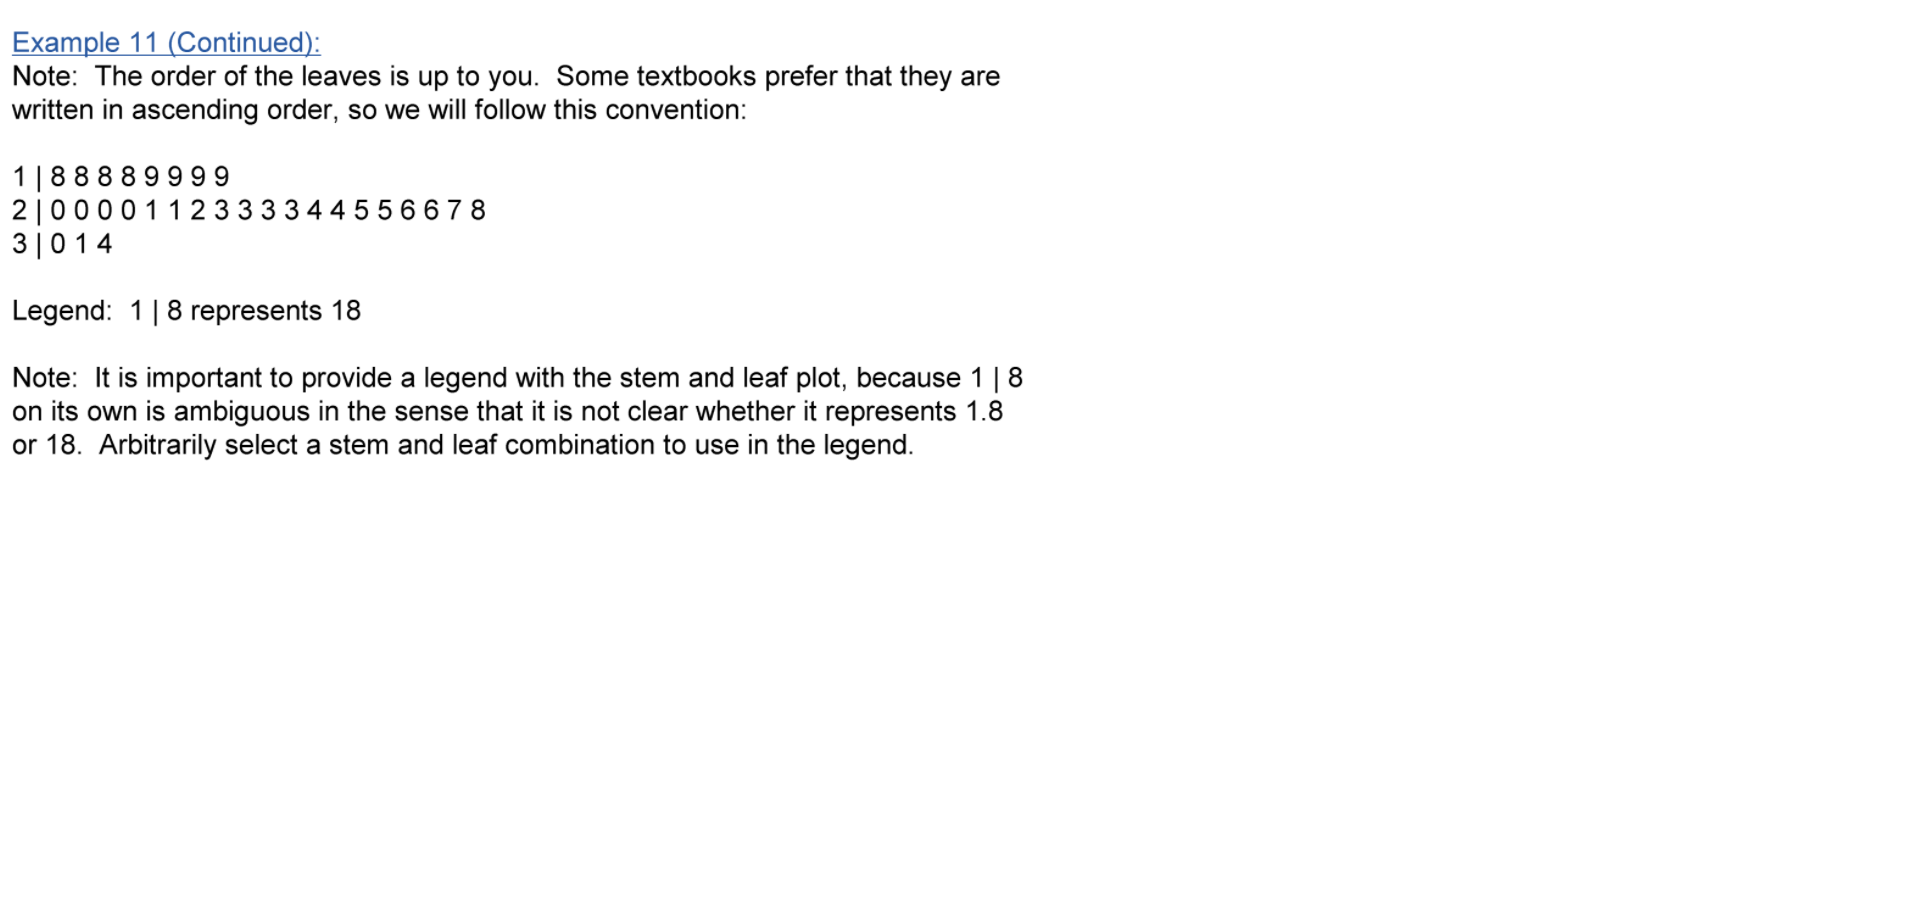 Example 11 (Continued):
Note:  The order of the leaves is up to you.  Some textbooks prefer that they are
written in ascending order, so we will follow this convention:
1 | 8 8 8 8 9 9 9 9
2 | 0 0 0 0 1 1 2 3 3 3 3 4 4 5 5 6 6 7 8
3 | 0 1 4
Legend:  1 | 8 represents 18
Note:  It is important to provide a legend with the stem and leaf plot, because 1 | 8
on its own is ambiguous in the sense that it is not clear whether it represents 1.8
or 18.  Arbitrarily select a stem and leaf combination to use in the legend.